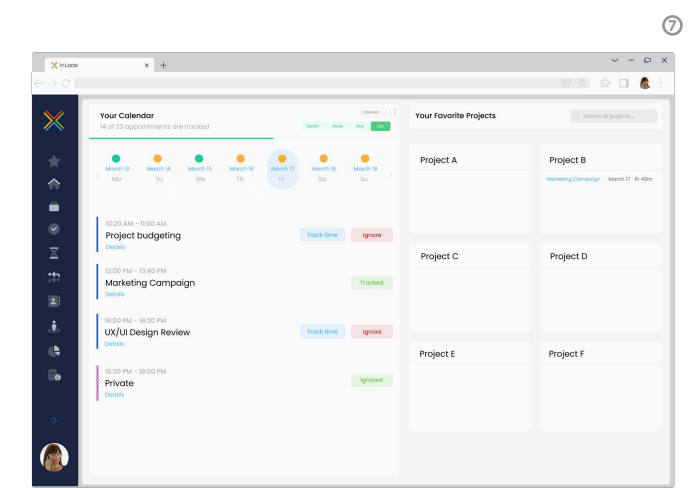 7
InLoox
Your Calendar
14 of 23 appointments are tracked
Calendar
Month Week Day List
March 13 March 14 March 15 March 16 March 17 March 18 March 19
Mo Tu We Th Fr Sa Su
10:20 AM - 11:00 AM
Project budgeting
Details
Track time
Ignore
12:00 PM - 13:40 PM
Marketing Campaign
Details
Tracked
16:00 PM - 16:30 PM
UX/UI Design Review
Details
Track time
Ignore
16:30 PM - 18:00 PM
Private
Details
Ignored
Your Favorite Projects
Search all projects...
Project A
Project B
Marketing Campaign March 17 1h 40m
Project C
Project D
Project E
Project F